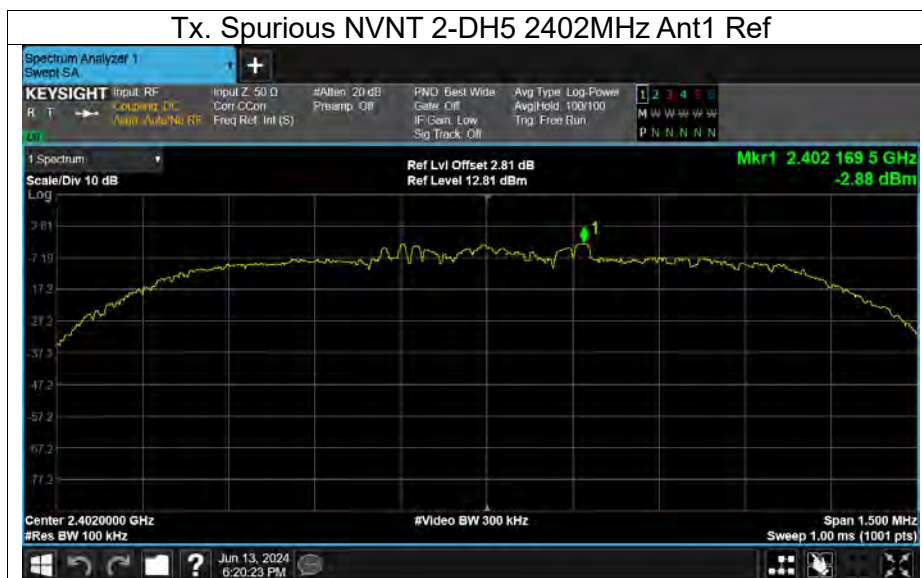 Tx. Spurious NVNT 2-DH5 2402MHz Ant1 Ref
Spectrum Analyzer 1
Swept SA
+
KEYSIGHT Input: RF
R T
Coupling: DC
Align: Auto/No RF
Input Z: 50 Ω
Corr CCorr
Freq Ref: Int (S)
#Atten: 20 dB
Preamp: Off
PNO: Best Wide
Gate: Off
IF Gain: Low
Sig Track: Off
Avg Type: Log-Power
Avg|Hold: 100/100
Trig: Free Run
1 2 3 4 5 6
M W W W W W W
P N N N N N N
1 Spectrum
Scale/Div 10 dB
Log
Ref Lvl Offset 2.81 dB
Ref Level 12.81 dBm
Mkr1 2.402 169 5 GHz
-2.88 dBm
1
2.81
-7.19
-17.2
-27.2
-37.2
-47.2
-57.2
-67.2
-77.2
Center 2.4020000 GHz
#Res BW 100 kHz
#Video BW 300 kHz
Span 1.500 MHz
Sweep 1.00 ms (1001 pts)
?
Jun 13, 2024
6:20:23 PM